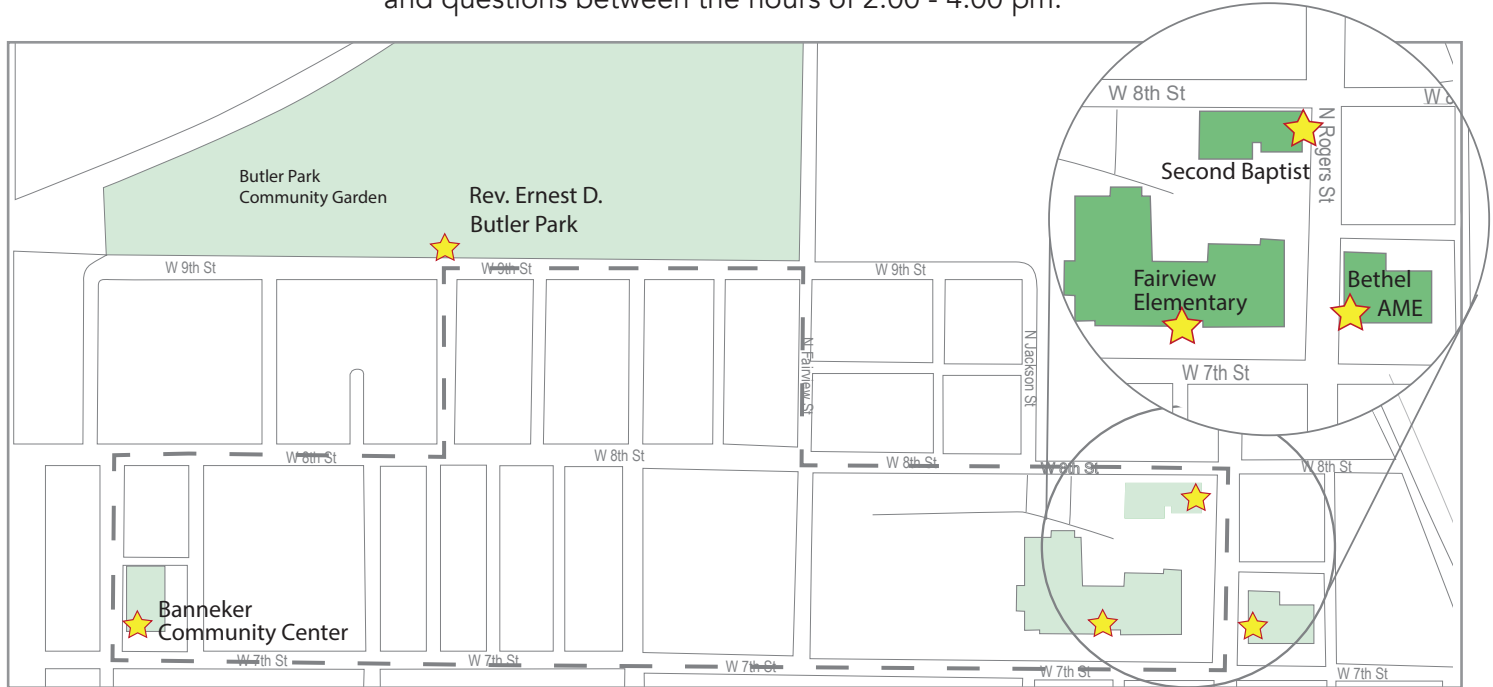 and questions between the hours of 2:00 - 4:00 pm.
W 8th St
N Rogers St
Second Baptist
Butler Park
Community Garden
Rev. Ernest D.
Butler Park
Fairview
Elementary
Bethel
AME
W 9th St
W 9th St
W 9th St
N Fairview St
N Jackson St
W 7th St
W 8th St
W 8th St
W 8th St
W 8th St
W 8th St
Banneker
Community Center
W 7th St
W 7th St
W 7th St
W 7th St
W 7th St